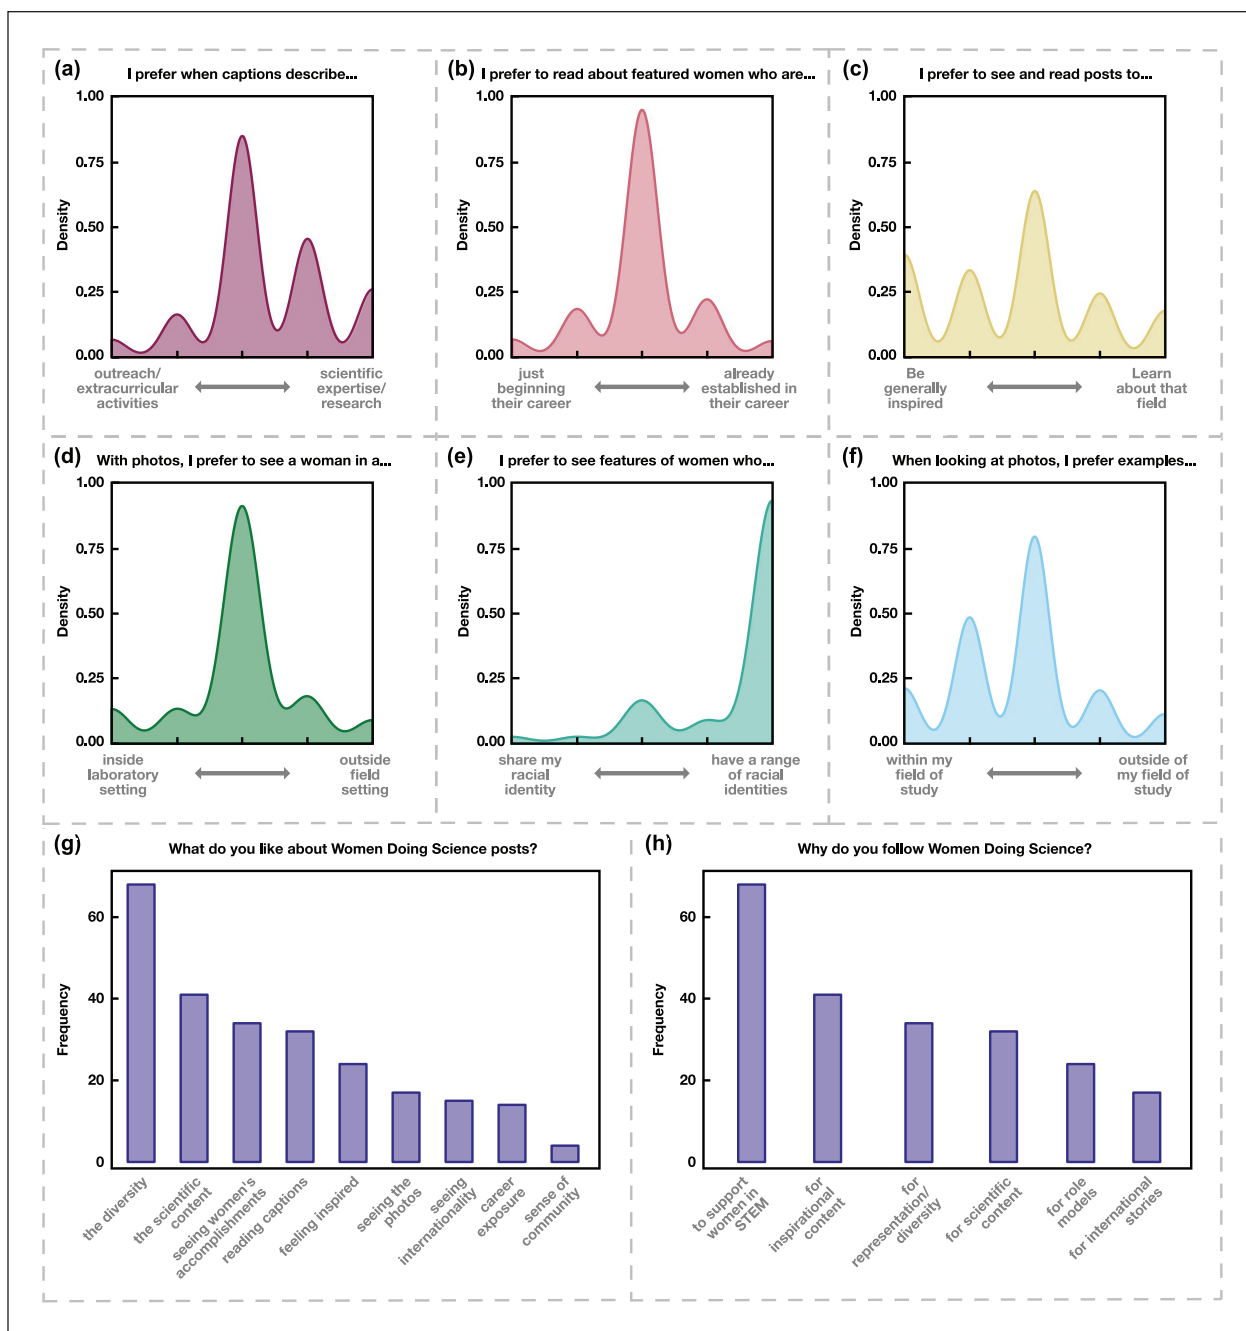 (a)
I prefer when captions describe...
1.00
0.75
0.50
0.25
0.00
Density
outreach/
extracurricular
activities
scientific
expertise/
research
(b)
I prefer to read about featured women who are...
1.00
0.75
0.50
0.25
0.00
Density
just
beginning
their career
already
established in
their career
(c)
I prefer to see and read posts to...
1.00
0.75
0.50
0.25
0.00
Density
Be
generally
inspired
Learn
about that
field
(d)
With photos, I prefer to see a woman in a...
1.00
0.75
0.50
0.25
0.00
Density
inside
laboratory
setting
outside
field
setting
(e)
I prefer to see features of women who...
1.00
0.75
0.50
0.25
0.00
Density
share my
racial
identity
have a range
of racial
identities
(f)
When looking at photos, I prefer examples...
1.00
0.75
0.50
0.25
0.00
Density
within my
field of
study
outside of
my field of
study
(g)
What do you like about Women Doing Science posts?
60
40
20
0
Frequency
the diversity
the scientific
content
seeing women's
accomplishments
reading captions
feeling inspired
seeing the
photos
seeing
internationality
career
exposure
sense of
community
(h)
Why do you follow Women Doing Science?
60
40
20
0
Frequency
to support
women in
STEM
for
inspirational
content
for
representation/
diversity
for scientific
content
for role
models
for international
stories